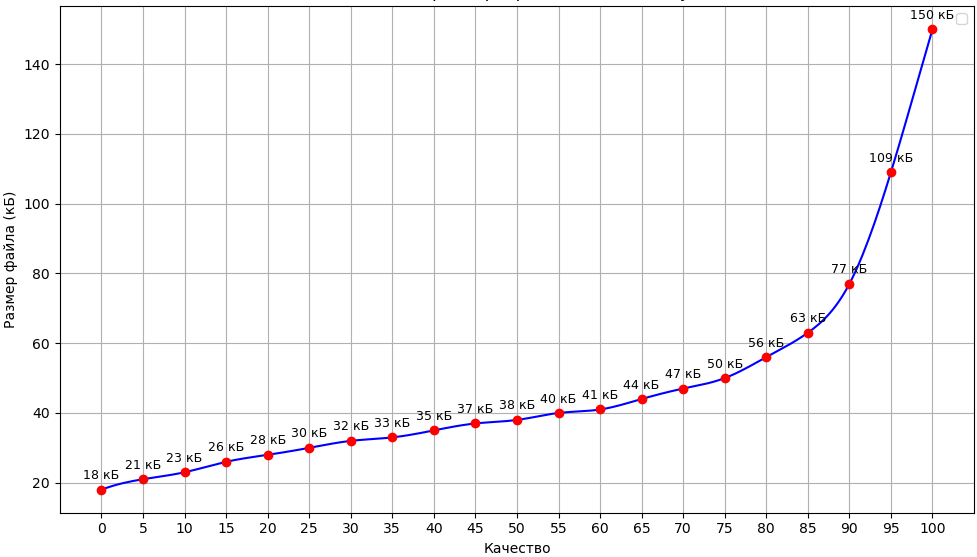 150 кБ
140
120
109 кБ
100
80
77 кБ
63 кБ
60
56 кБ
50 кБ
47 кБ
44 кБ
41 кБ
40 кБ
38 кБ
37 кБ
35 кБ
33 кБ
32 кБ
30 кБ
28 кБ
26 кБ
23 кБ
21 кБ
18 кБ
40
20
Размер файла (кБ)
0 5 10 15 20 25 30 35 40 45 50 55 60 65 70 75 80 85 90 95 100
Качество